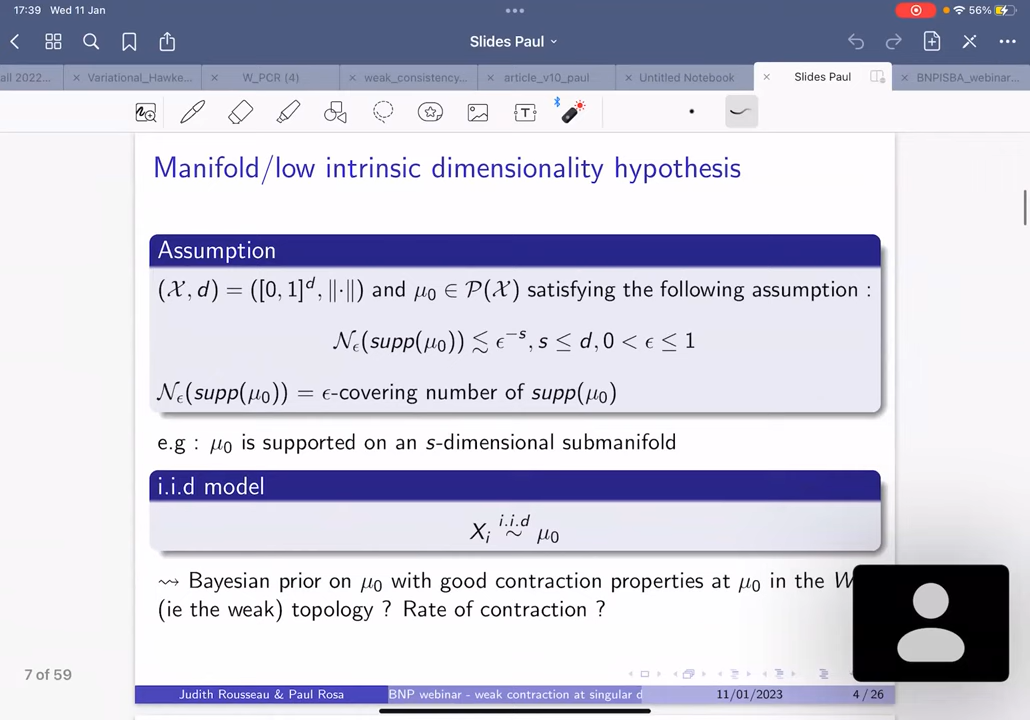 17:39 Wed 11 Jan
56%
Slides Paul
all 2022...
Variational_Hawke...
W_PCR (4)
weak_consistency...
article_v10_paul
Untitled Notebook
Slides Paul
BNPISBA_webinar...
Manifold/low intrinsic dimensionality hypothesis
Assumption
(𝒳, d) = ([0, 1]^d, ‖·‖) and μ₀ ∈ 𝒫(𝒳) satisfying the following assumption :
𝒩_ϵ(supp(μ₀)) ≲ ϵ^{−s}, s ≤ d, 0 < ϵ ≤ 1
𝒩_ϵ(supp(μ₀)) = ϵ-covering number of supp(μ₀)
e.g : μ₀ is supported on an s-dimensional submanifold
i.i.d model
X_i i.i.d ∼ μ₀
⇝ Bayesian prior on μ₀ with good contraction properties at μ₀ in the W
(ie the weak) topology ? Rate of contraction ?
7 of 59
Judith Rousseau & Paul Rosa
BNP webinar - weak contraction at singular d
11/01/2023
4 / 26